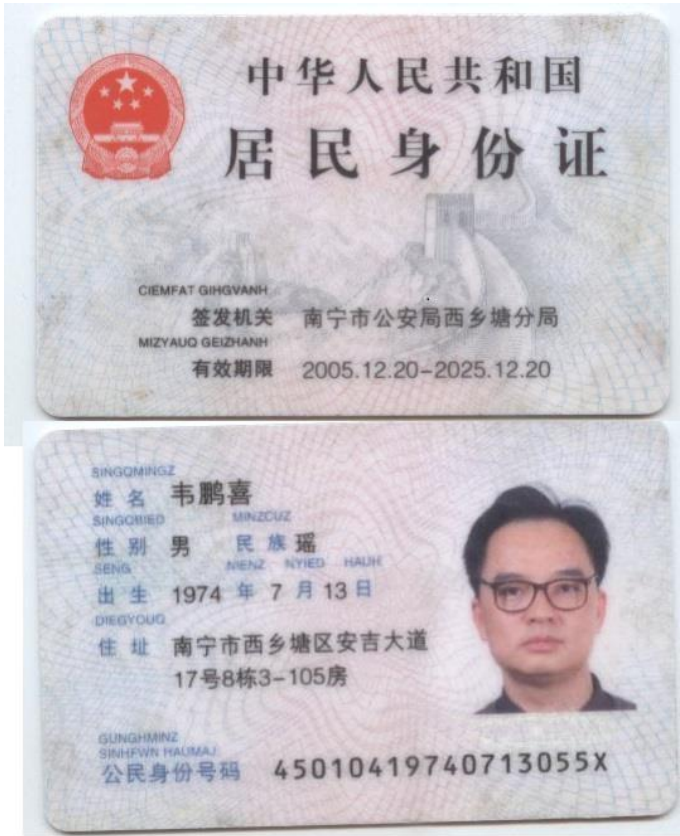 中华人民共和国
居民身份证
CIEMFAT GIHGVANH
签发机关 南宁市公安局西乡塘分局
MIZYAUQ GEIZHANH
有效期限 2005.12.20-2025.12.20
SINGQMINGZ
姓名 韦鹏喜
SINGQBIED MINZCUZ
性别 男 民族 瑶
SENG NIENZ NYIED HAUH
出生 1974 年 7 月 13 日
DIEGYOUQ
住址 南宁市西乡塘区安吉大道
17号8栋3-105房
GUNGHMINZ
SINHFWN HAUMAJ
公民身份号码 45010419740713055X